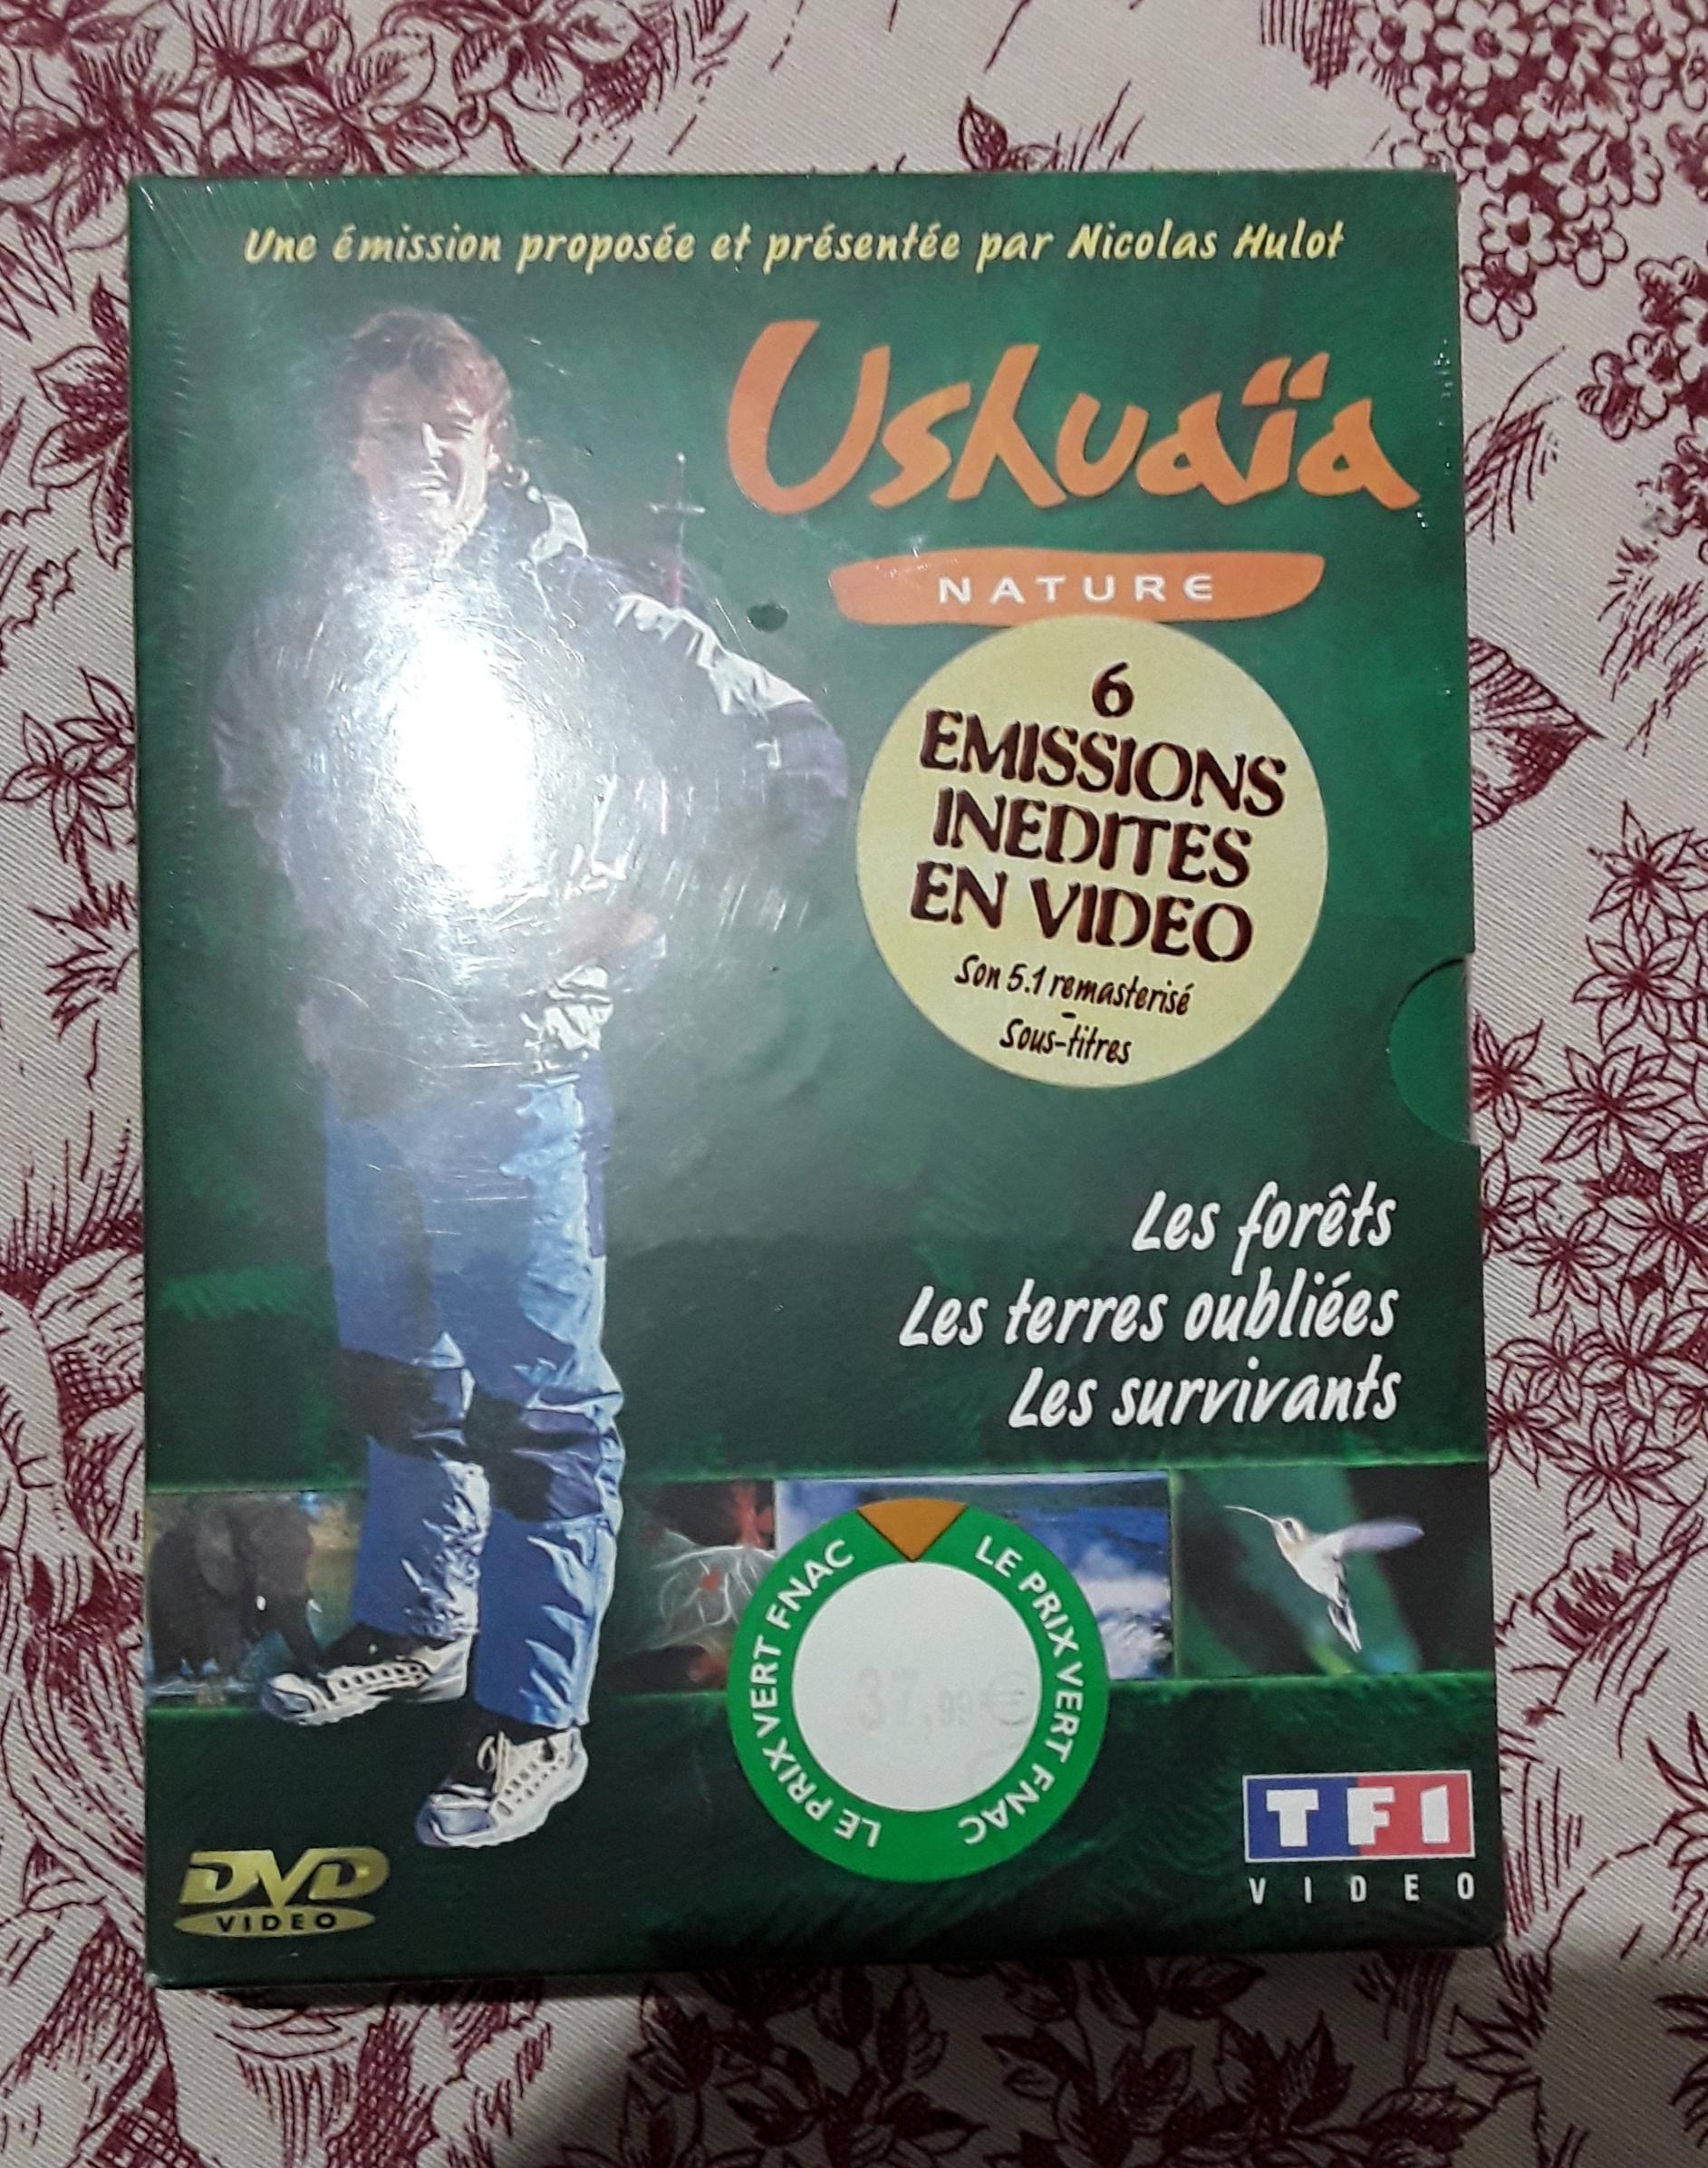 Une émission proposée et présentée par Nicolas Hulot
Ushuaïa
NATURE
6
EMISSIONS
INEDITES
EN VIDEO
Son 5.1 remasterisé
-
Sous-titres
Les forêts
Les terres oubliées
Les survivants
LE PRIX VERT FNAC
LE PRIX VERT FNAC
37,99€
TF1
VIDEO
DVD
VIDEO